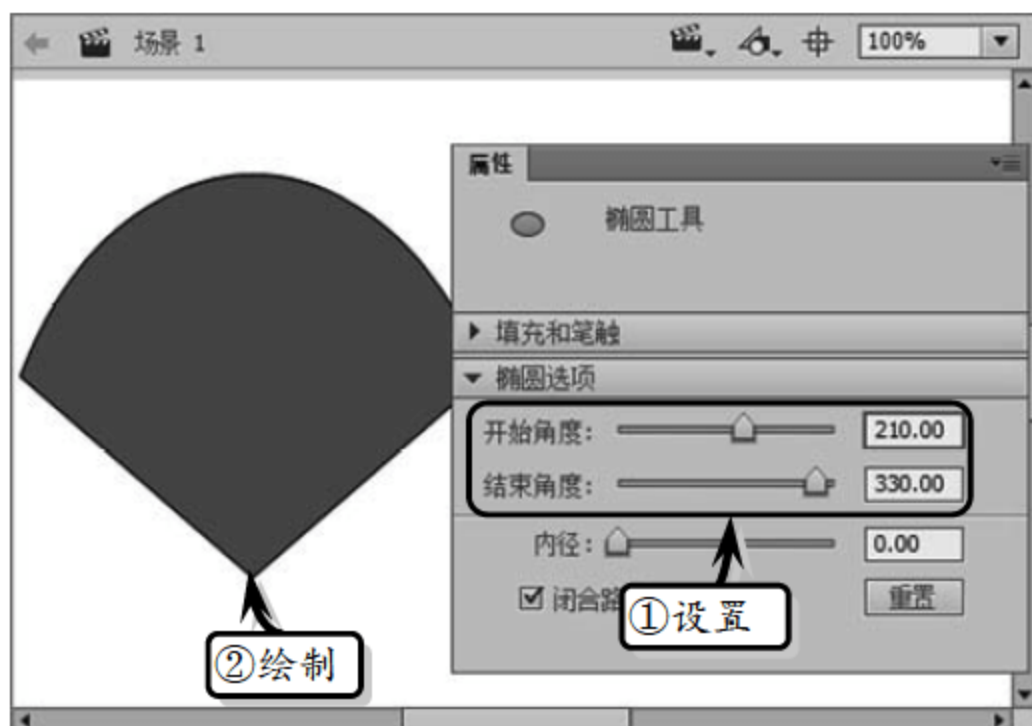 场景 1
100%
属性
椭圆工具
填充和笔触
椭圆选项
开始角度: 210.00
结束角度: 330.00
内径: 0.00
闭合路 重置
①设置
②绘制